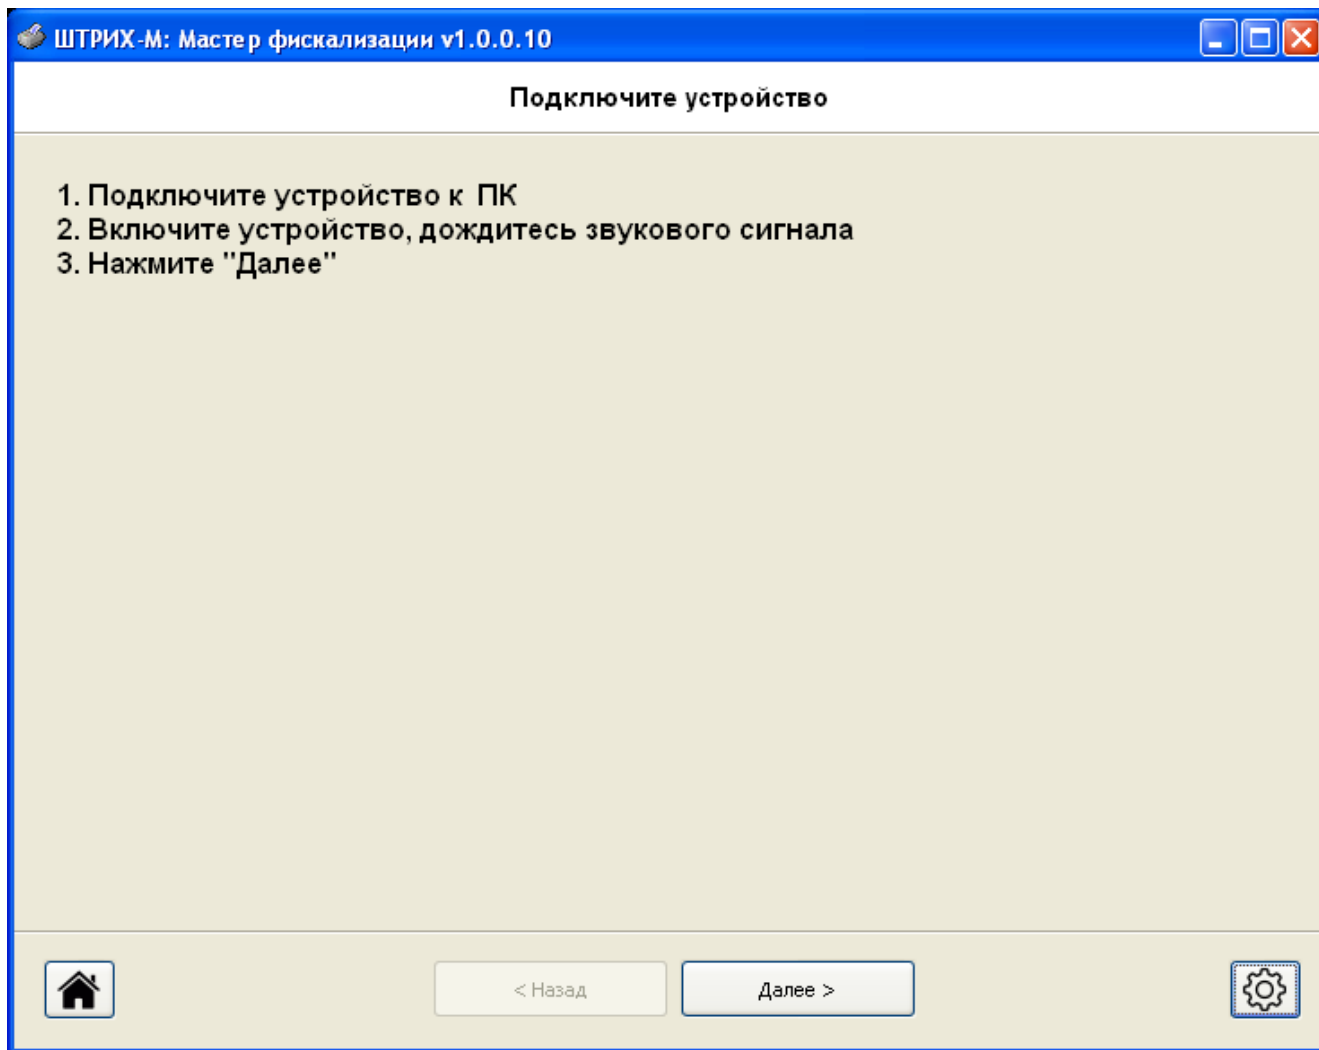 ШТРИХ-М: Мастер фискализации v1.0.0.10
Подключите устройство
1. Подключите устройство к ПК
2. Включите устройство, дождитесь звукового сигнала
3. Нажмите "Далее"
< Назад
Далее >